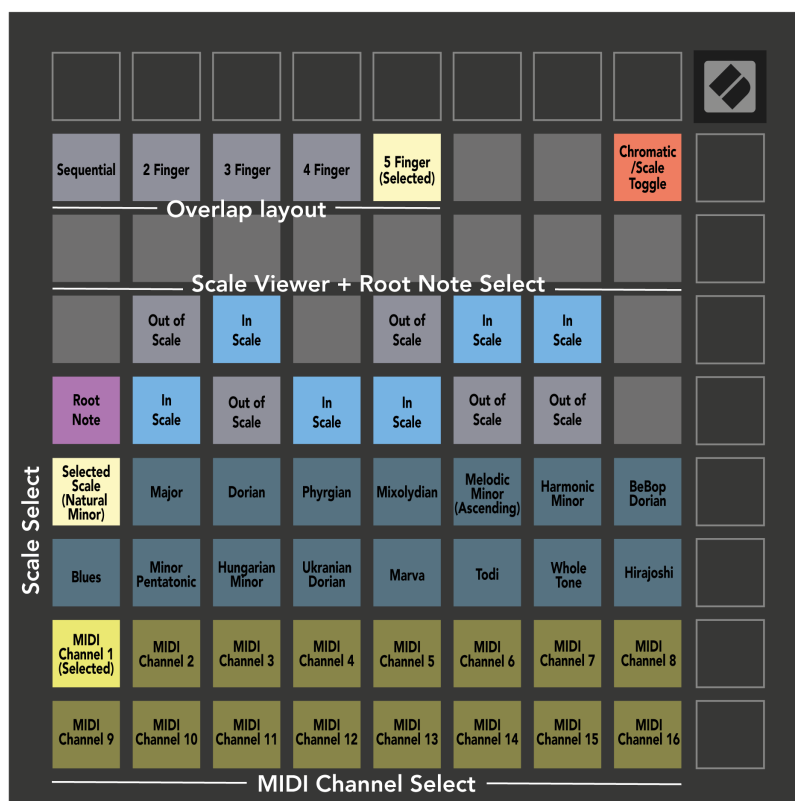 Sequential
2 Finger
3 Finger
4 Finger
5 Finger
(Selected)
Chromatic
/Scale
Toggle
Overlap layout
Scale Viewer + Root Note Select
Out of
Scale
In
Scale
Out of
Scale
In
Scale
In
Scale
Root
Note
In
Scale
Out of
Scale
In
Scale
In
Scale
Out of
Scale
Out of
Scale
Scale Select
Selected
Scale
(Natural
Minor)
Major
Dorian
Phyrgian
Mixolydian
Melodic
Minor
(Ascending)
Harmonic
Minor
BeBop
Dorian
Blues
Minor
Pentatonic
Hungarian
Minor
Ukranian
Dorian
Marva
Todi
Whole
Tone
Hirajoshi
MIDI
Channel 1
(Selected)
MIDI
Channel 2
MIDI
Channel 3
MIDI
Channel 4
MIDI
Channel 5
MIDI
Channel 6
MIDI
Channel 7
MIDI
Channel 8
MIDI
Channel 9
MIDI
Channel 10
MIDI
Channel 11
MIDI
Channel 12
MIDI
Channel 13
MIDI
Channel 14
MIDI
Channel 15
MIDI
Channel 16
MIDI Channel Select